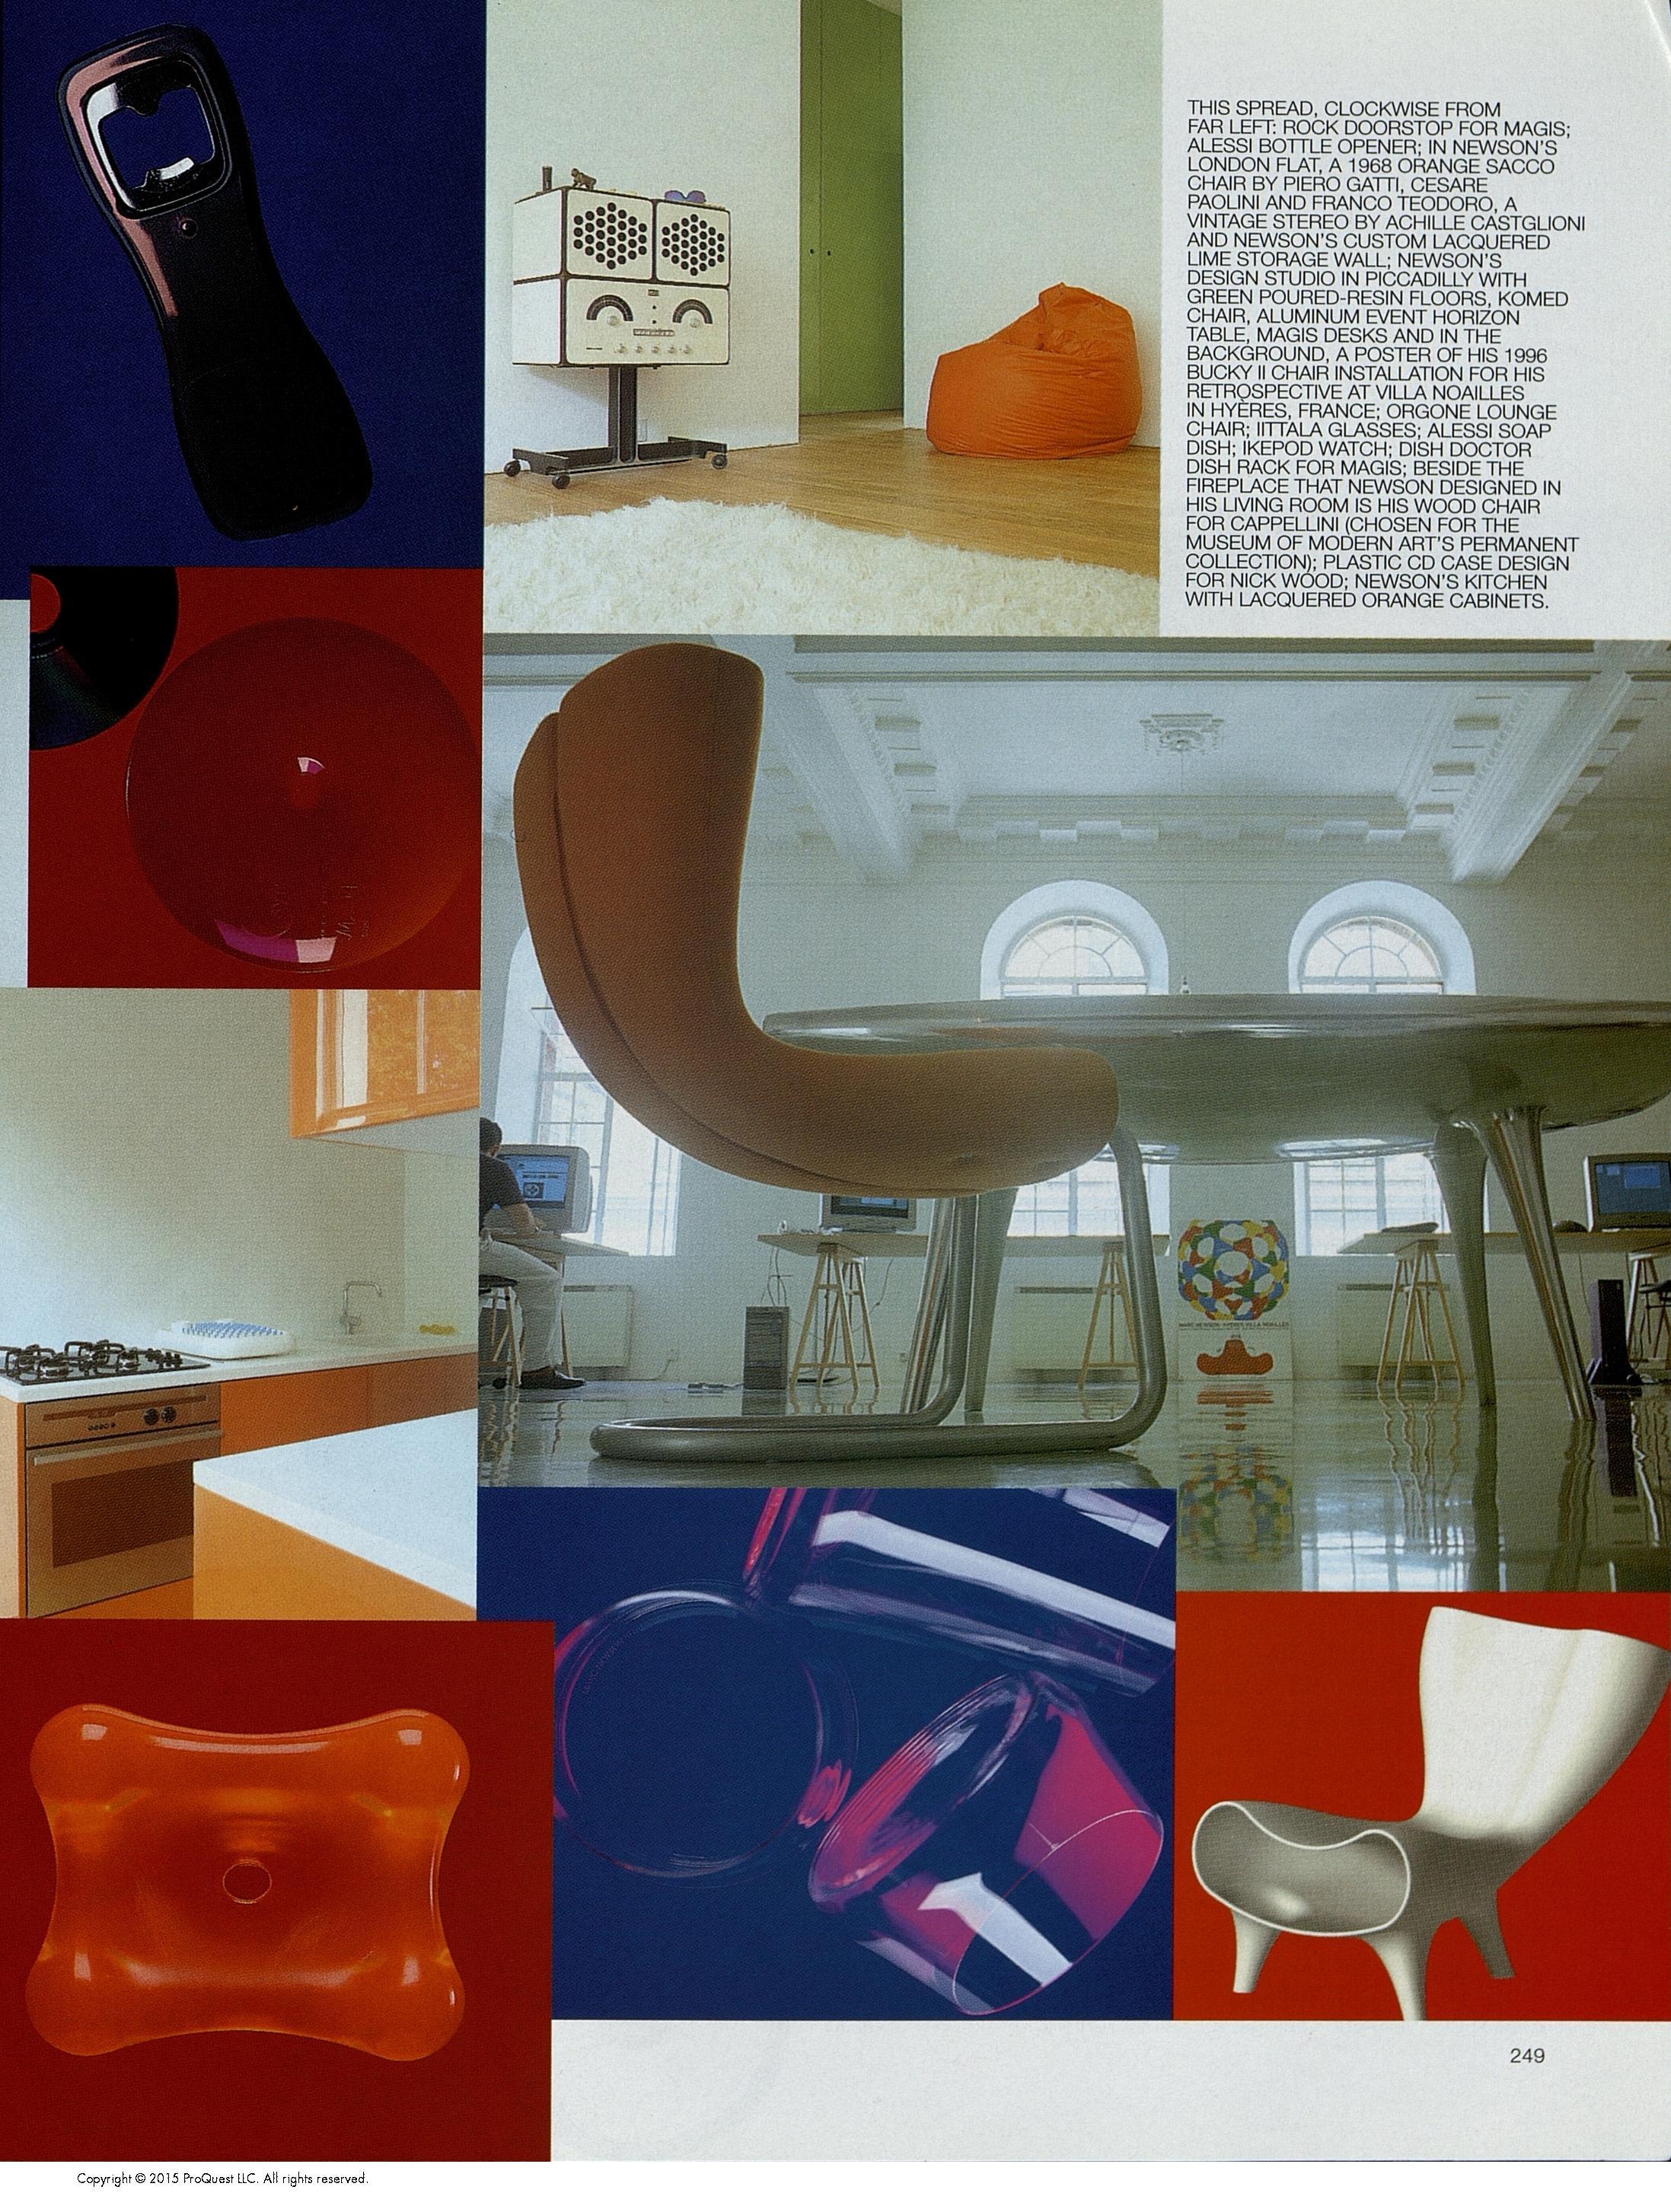 THIS SPREAD, CLOCKWISE FROM
FAR LEFT: ROCK DOORSTOP FOR MAGIS;
ALESSI BOTTLE OPENER; IN NEWSON'S
LONDON FLAT, A 1968 ORANGE SACCO
CHAIR BY PIERO GATTI, CESARE
PAOLINI AND FRANCO TEODORO, A
VINTAGE STEREO BY ACHILLE CASTGLIONI
AND NEWSON'S CUSTOM LACQUERED
LIME STORAGE WALL; NEWSON'S
DESIGN STUDIO IN PICCADILLY WITH
GREEN POURED-RESIN FLOORS, KOMED
CHAIR, ALUMINUM EVENT HORIZON
TABLE, MAGIS DESKS AND IN THE
BACKGROUND, A POSTER OF HIS 1996
BUCKY II CHAIR INSTALLATION FOR HIS
RETROSPECTIVE AT VILLA NOAILLES
IN HYÈRES, FRANCE; ORGONE LOUNGE
CHAIR; IITTALA GLASSES; ALESSI SOAP
DISH; IKEPOD WATCH; DISH DOCTOR
DISH RACK FOR MAGIS; BESIDE THE
FIREPLACE THAT NEWSON DESIGNED IN
HIS LIVING ROOM IS HIS WOOD CHAIR
FOR CAPPELLINI (CHOSEN FOR THE
MUSEUM OF MODERN ART'S PERMANENT
COLLECTION); PLASTIC CD CASE DESIGN
FOR NICK WOOD; NEWSON'S KITCHEN
WITH LACQUERED ORANGE CABINETS.
MARC NEWSON HYÈRES VILLA NOAILLES
249
Copyright © 2015 ProQuest LLC. All rights reserved.